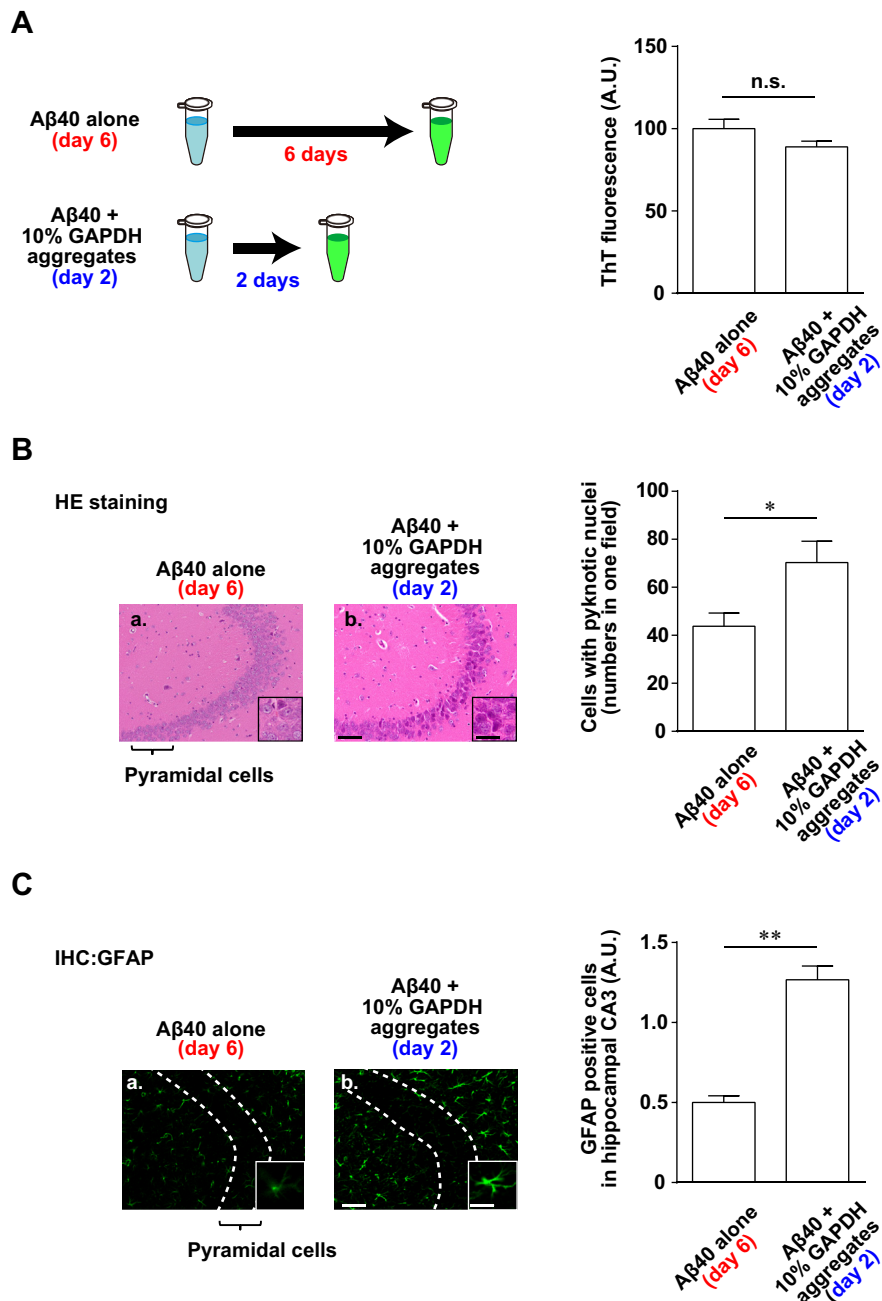 A
Aβ40 alone
(day 6)
6 days
Aβ40 +
10% GAPDH
aggregates
(day 2)
2 days
ThT fluorescence (A.U.)
150
100
50
0
n.s.
Aβ40 alone
(day 6)
Aβ40 +
10% GAPDH
aggregates
(day 2)
B
HE staining
Aβ40 alone
(day 6)
Aβ40 +
10% GAPDH
aggregates
(day 2)
a.
b.
Pyramidal cells
Cells with pyknotic nuclei
(numbers in one field)
100
80
60
40
20
0
*
Aβ40 alone
(day 6)
Aβ40 +
10% GAPDH
aggregates
(day 2)
C
IHC:GFAP
Aβ40 alone
(day 6)
Aβ40 +
10% GAPDH
aggregates
(day 2)
a.
b.
Pyramidal cells
GFAP positive cells
in hippocampal CA3 (A.U.)
1.5
1.0
0.5
0
**
Aβ40 alone
(day 6)
Aβ40 +
10% GAPDH
aggregates
(day 2)